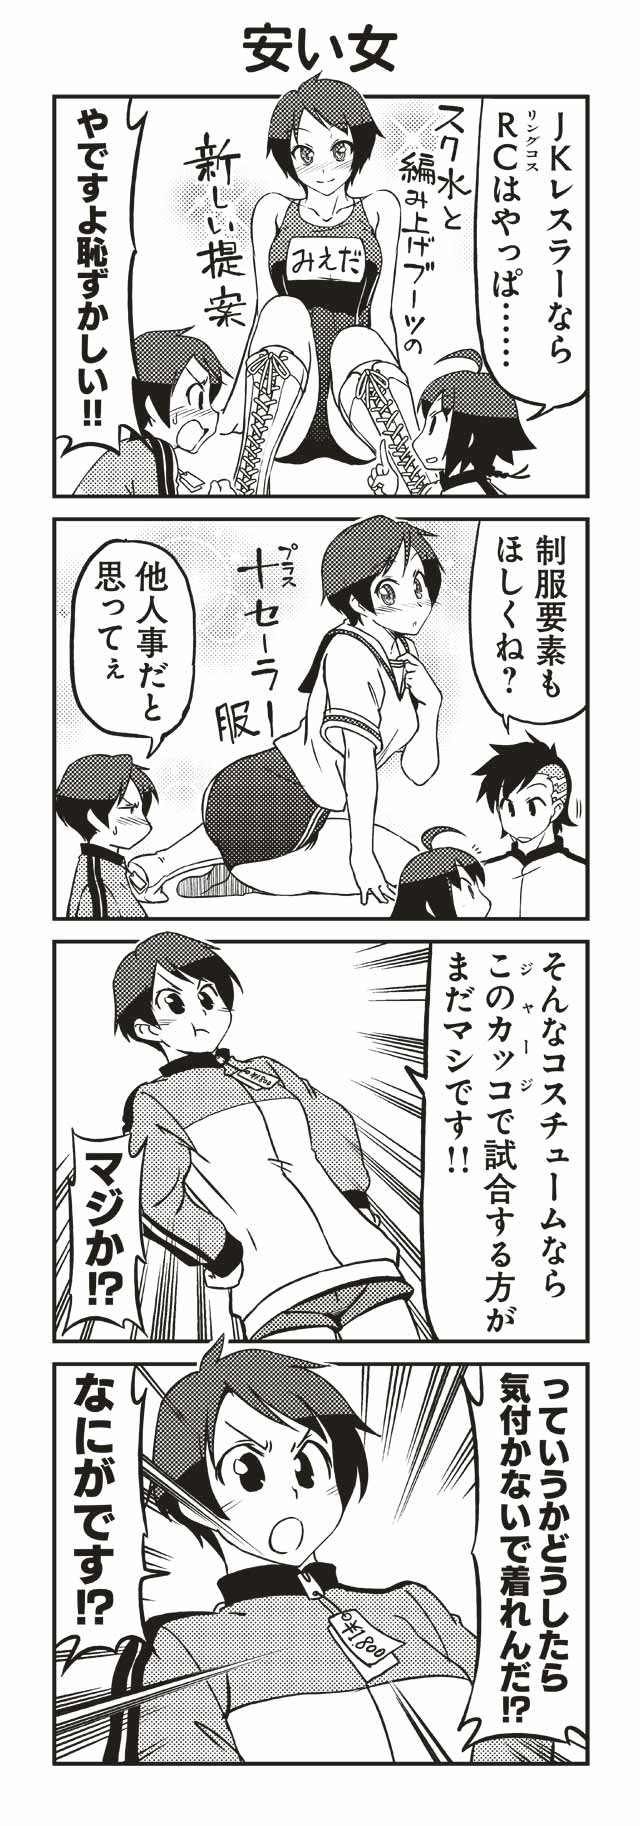 安い女
JKレスラーなら
RCはやっぱ……
リングコス
スク水と
編み上げブーツの
新しい提案
みえだ
やですよ恥ずかしい!!
制服要素も
ほしくね?
十セーラー
プラス
服
他人事だと
思ってぇ
そんなコスチュームなら
このカッコで試合する方が
ジャージ
まだマシです!!
¥1,800
マジか!?
っていうかどうしたら
気付かないで着れんだ!?
¥1,800
なにがです!?